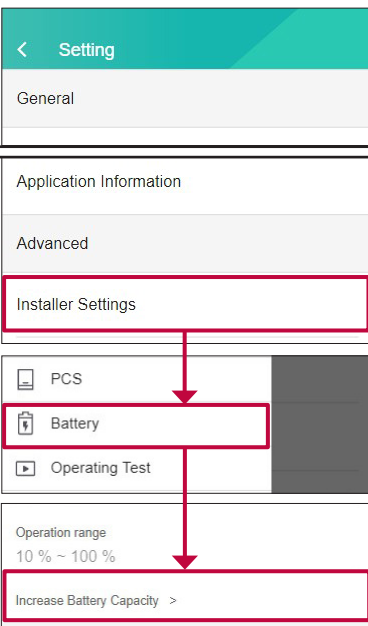 Setting
General
Application Information
Advanced
Installer Settings
PCS
Battery
Operating Test
Operation range
10 % ~ 100 %
Increase Battery Capacity >